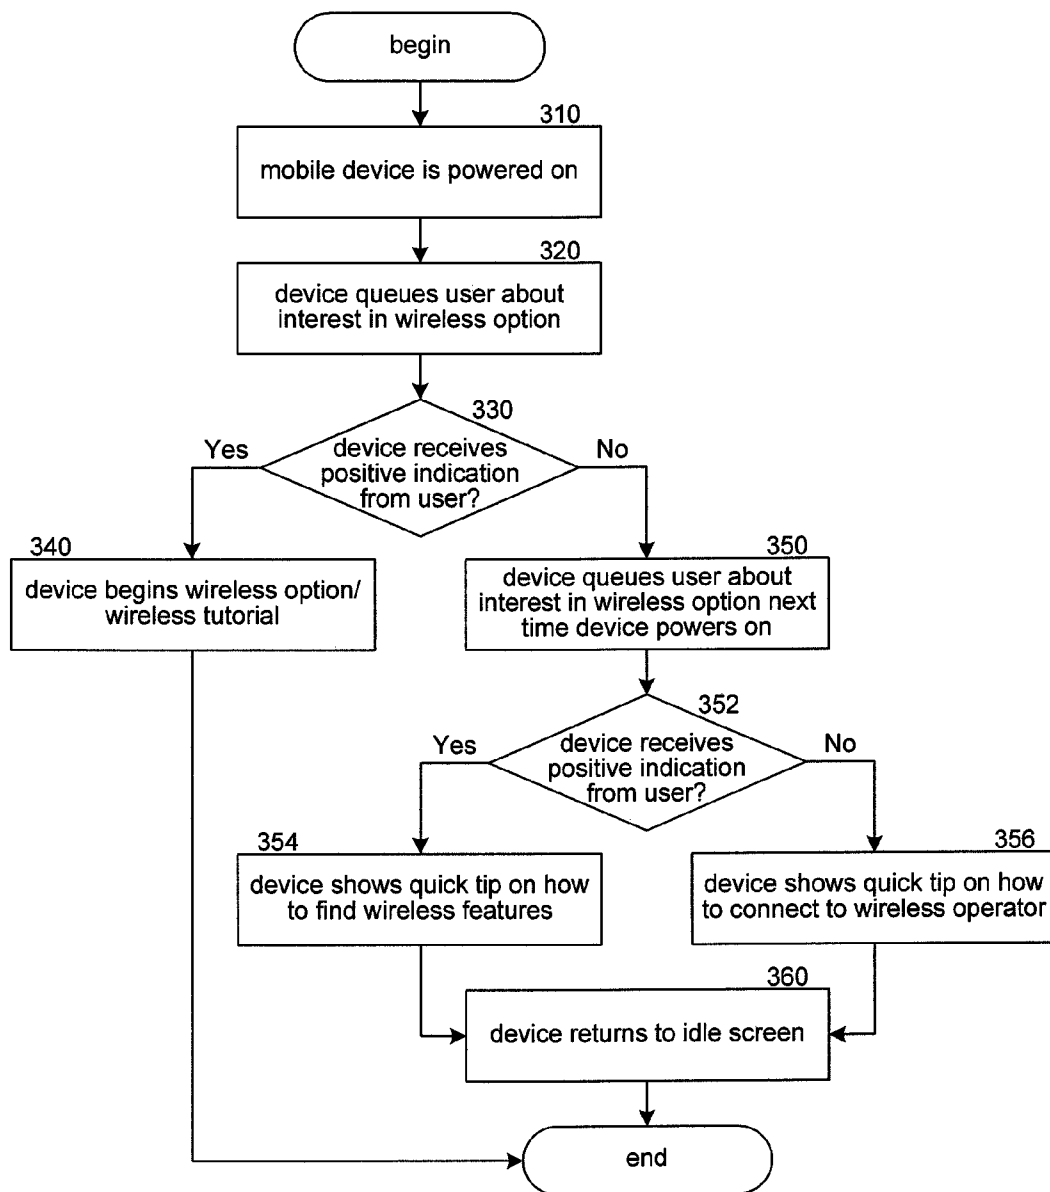 begin
310
mobile device is powered on
320
device queues user about
interest in wireless option
330
Yes
device receives
positive indication
from user?
No
340
device begins wireless option/
wireless tutorial
350
device queues user about
interest in wireless option next
time device powers on
352
Yes
device receives
positive indication
from user?
No
354
device shows quick tip on how
to find wireless features
356
device shows quick tip on how
to connect to wireless operator
360
device returns to idle screen
end